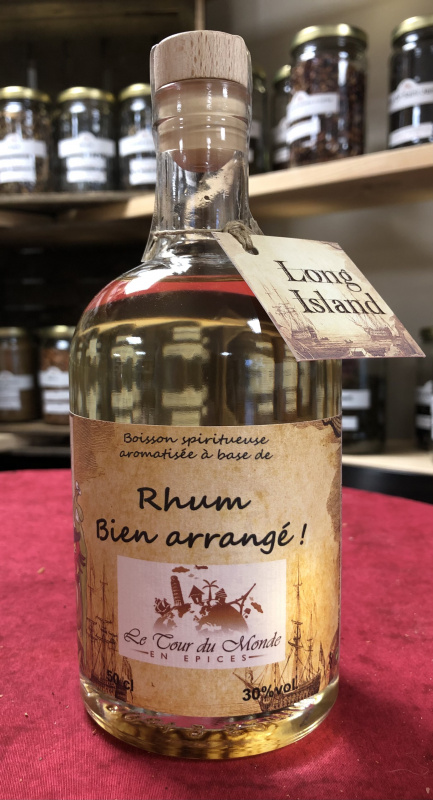 Long
Island
Boisson spiritueuse
aromatisée à base de
Rhum
Bien arrangé !
Le Tour du Monde
EN EPICES
50 cl
30%vol.